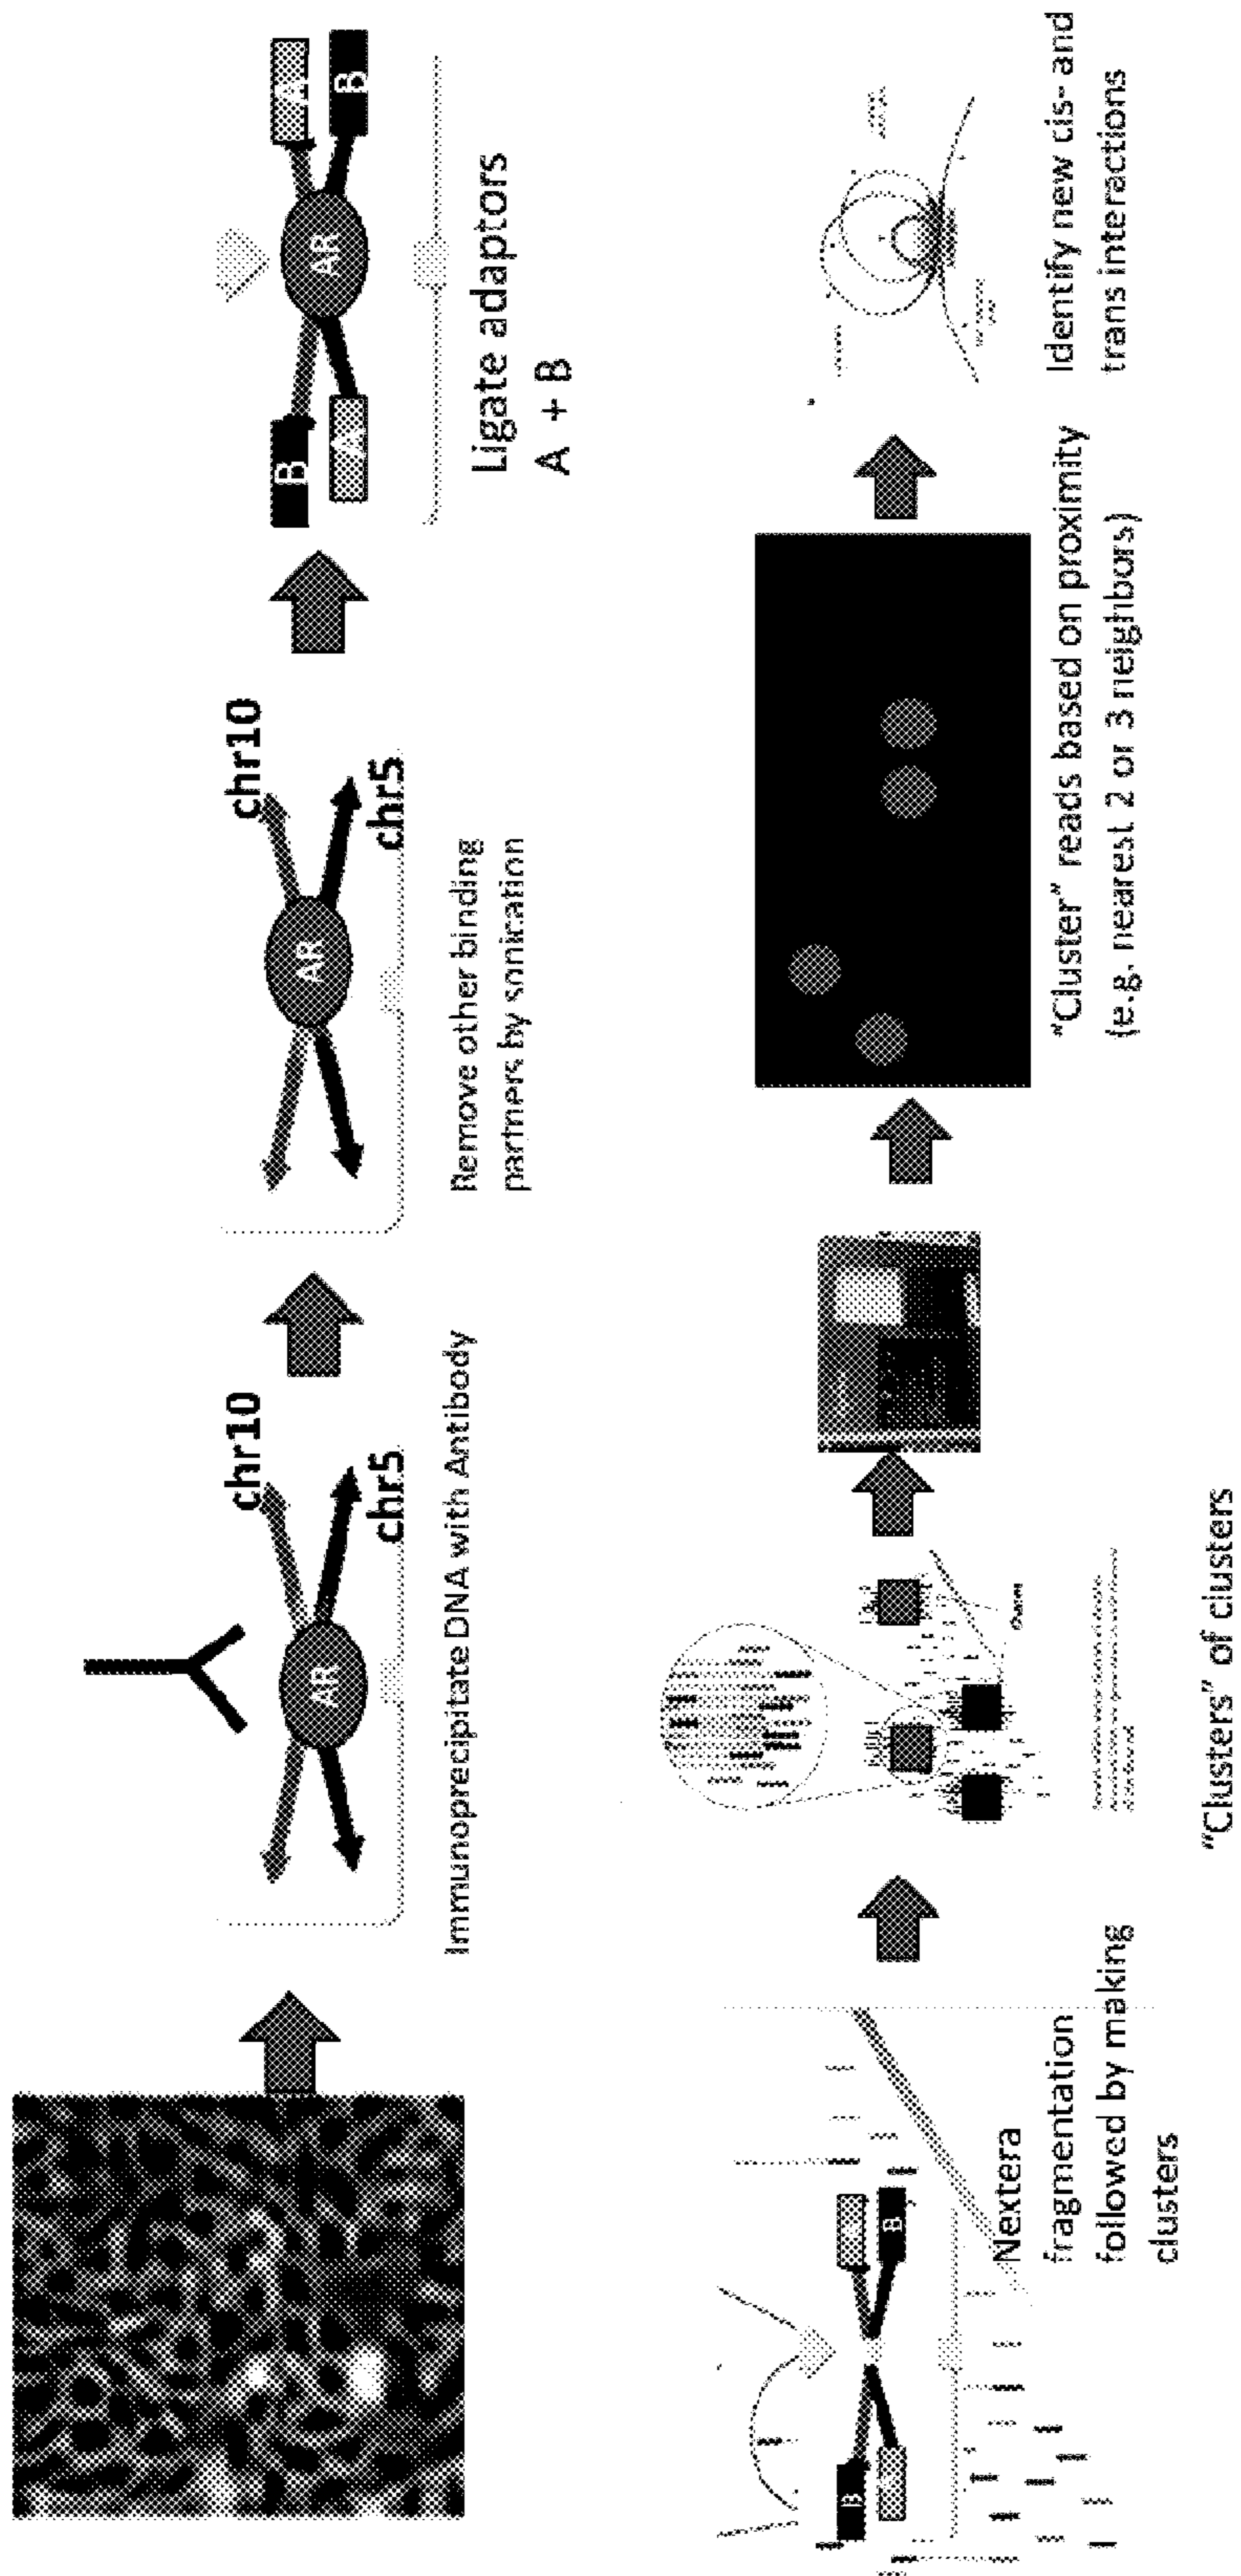 AR
chr10
chr5
Immunoprecipitate DNA with Antibody
AR
chr10
chr5
Remove other binding
partners by sonication
B
A
AR
A
B
Ligate adaptors
A + B
B
B
Nextera
fragmentation
followed by making
clusters
"Clusters" of clusters
"Cluster" reads based on proximity
(e.g. nearest 2 or 3 neighbors)
Identify new cis- and
trans interactions